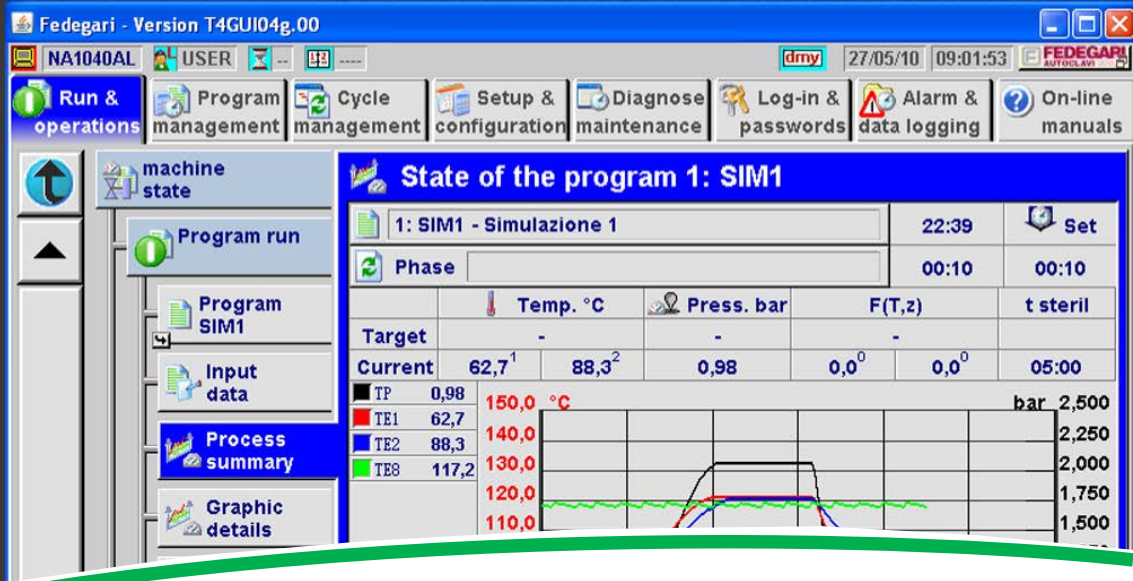 Fedegari - Version T4GUI04g.00
NA1040AL USER -- ---- dmy 27/05/10 09:01:53 FEDEGARI
AUTOCLAVI
Run & operations
Program management
Cycle management
Setup & configuration
Diagnose maintenance
Log-in & passwords
Alarm & data logging
On-line manuals
machine
state
Program run
Program
SIM1
Input
data
Process
summary
Graphic
details
State of the program 1: SIM1
1: SIM1 - Simulazione 1 22:39 Set
Phase 00:10 00:10
Temp. °C Press. bar F(T,z) t steril
Target - - -
Current 62,7¹ 88,3² 0,98 0,0⁰ 0,0⁰ 05:00
TP 0,98
TE1 62,7
TE2 88,3
TE8 117,2
150,0 °C bar 2,500
140,0 2,250
130,0 2,000
120,0 1,750
110,0 1,500